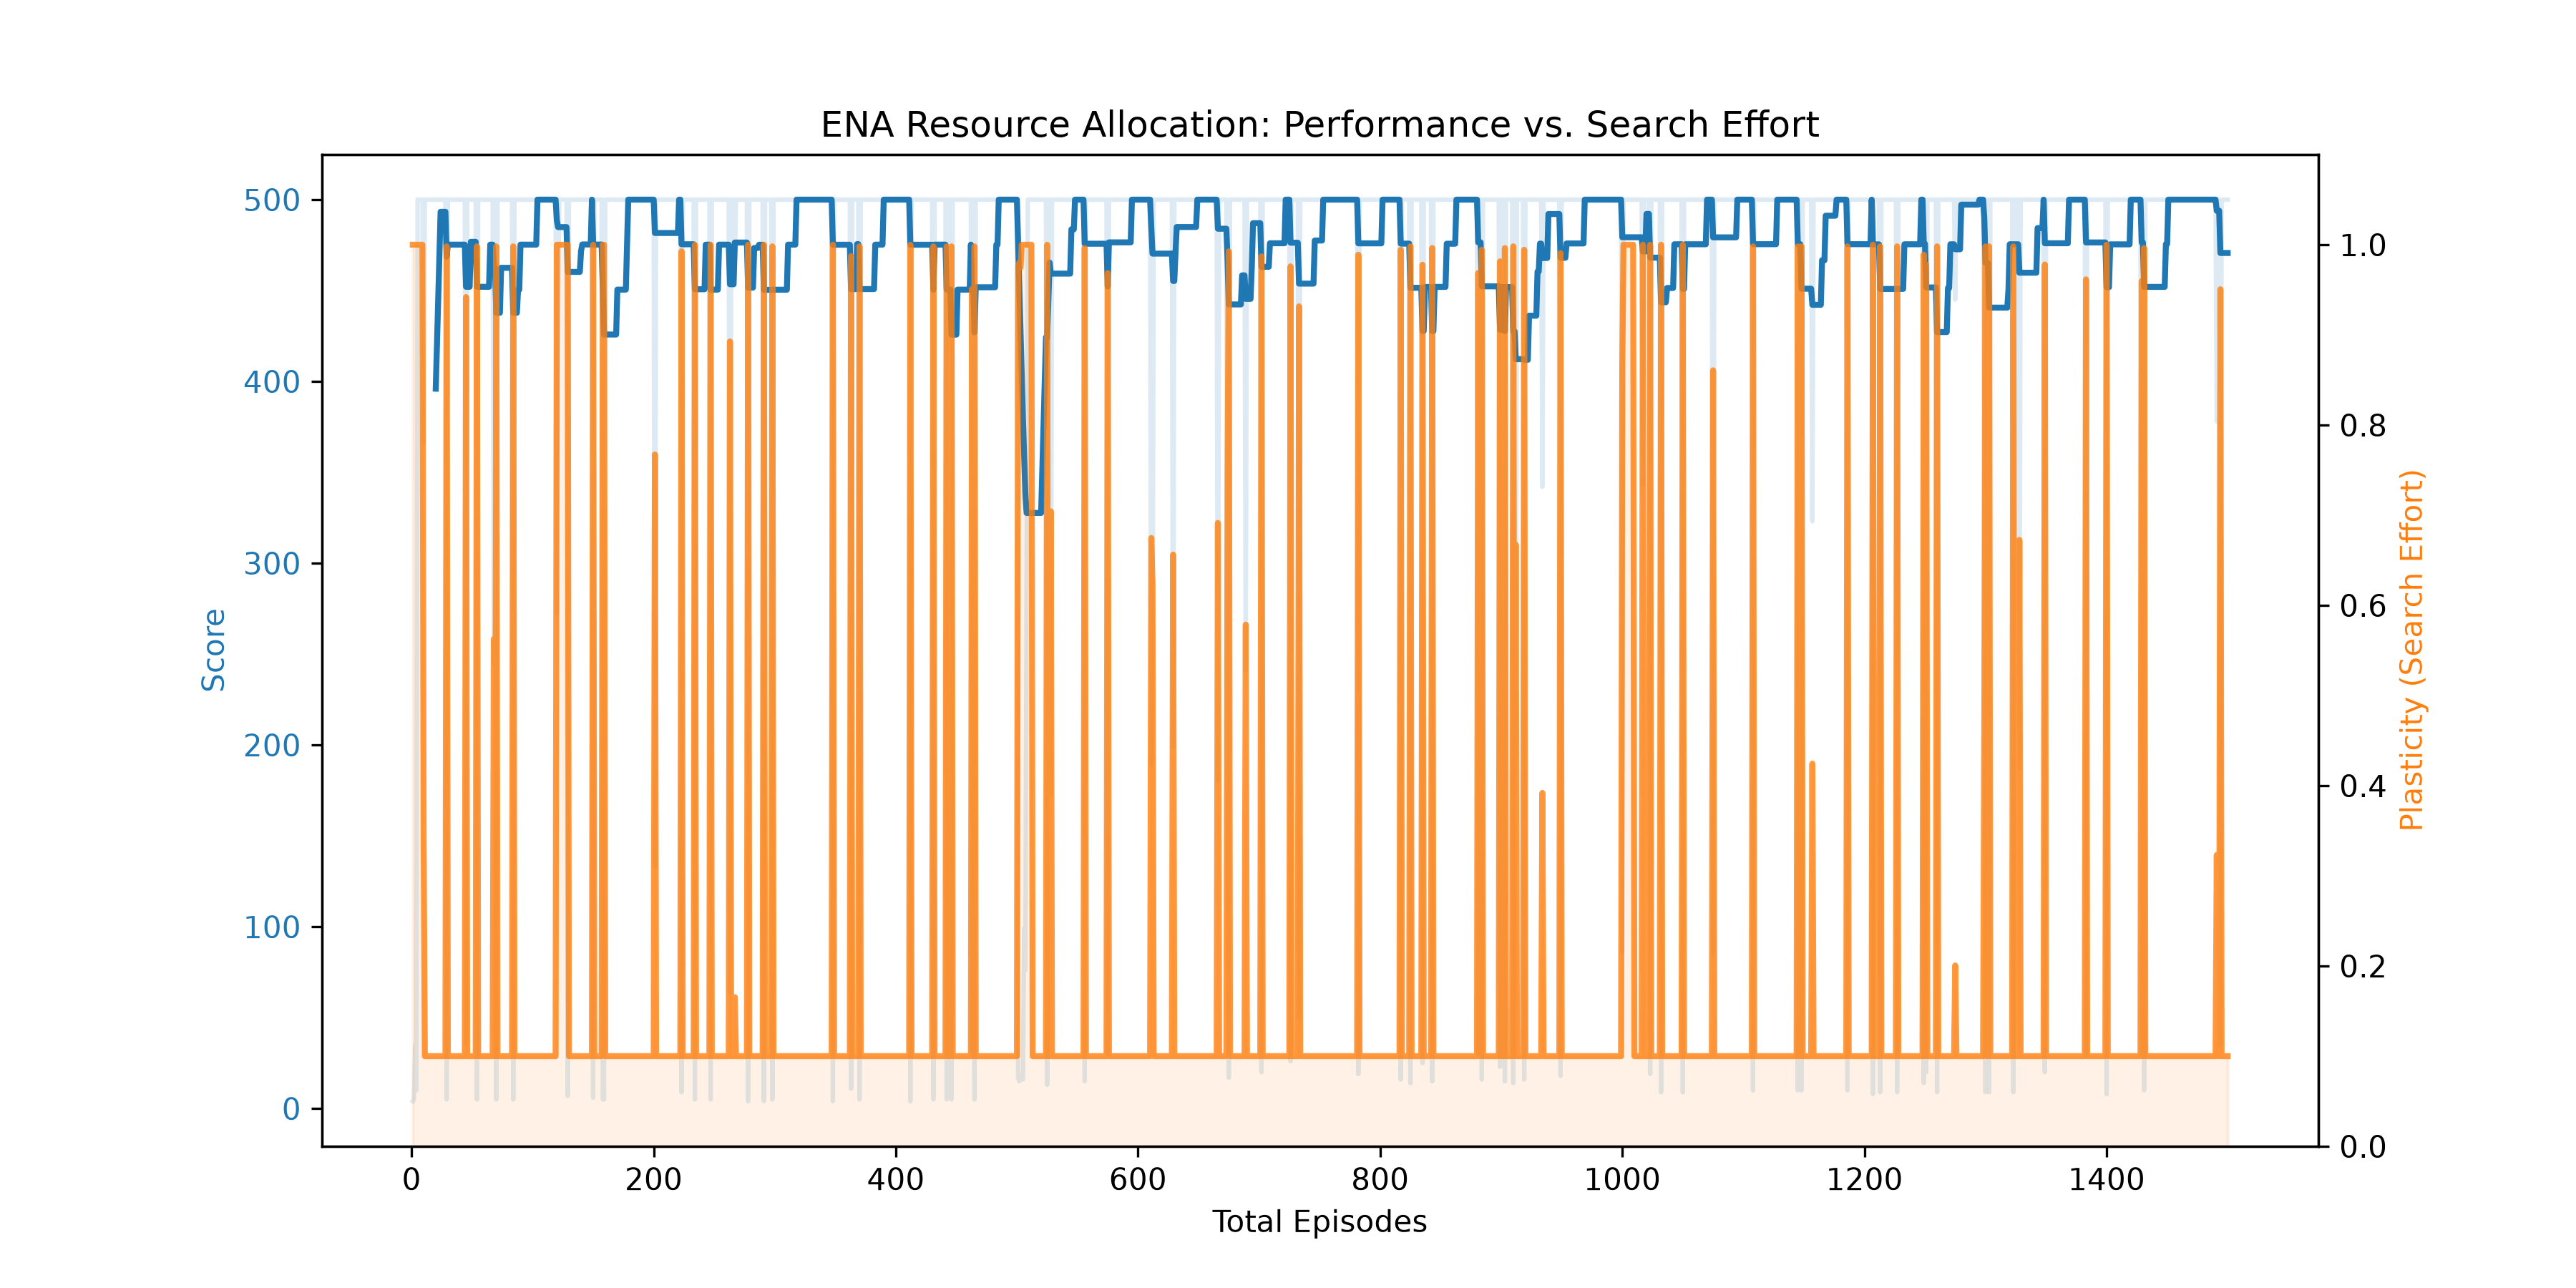 ENA Resource Allocation: Performance vs. Search Effort
500
400
300
200
100
0
Score
1.0
0.8
0.6
0.4
0.2
0.0
Plasticity (Search Effort)
0 200 400 600 800 1000 1200 1400
Total Episodes